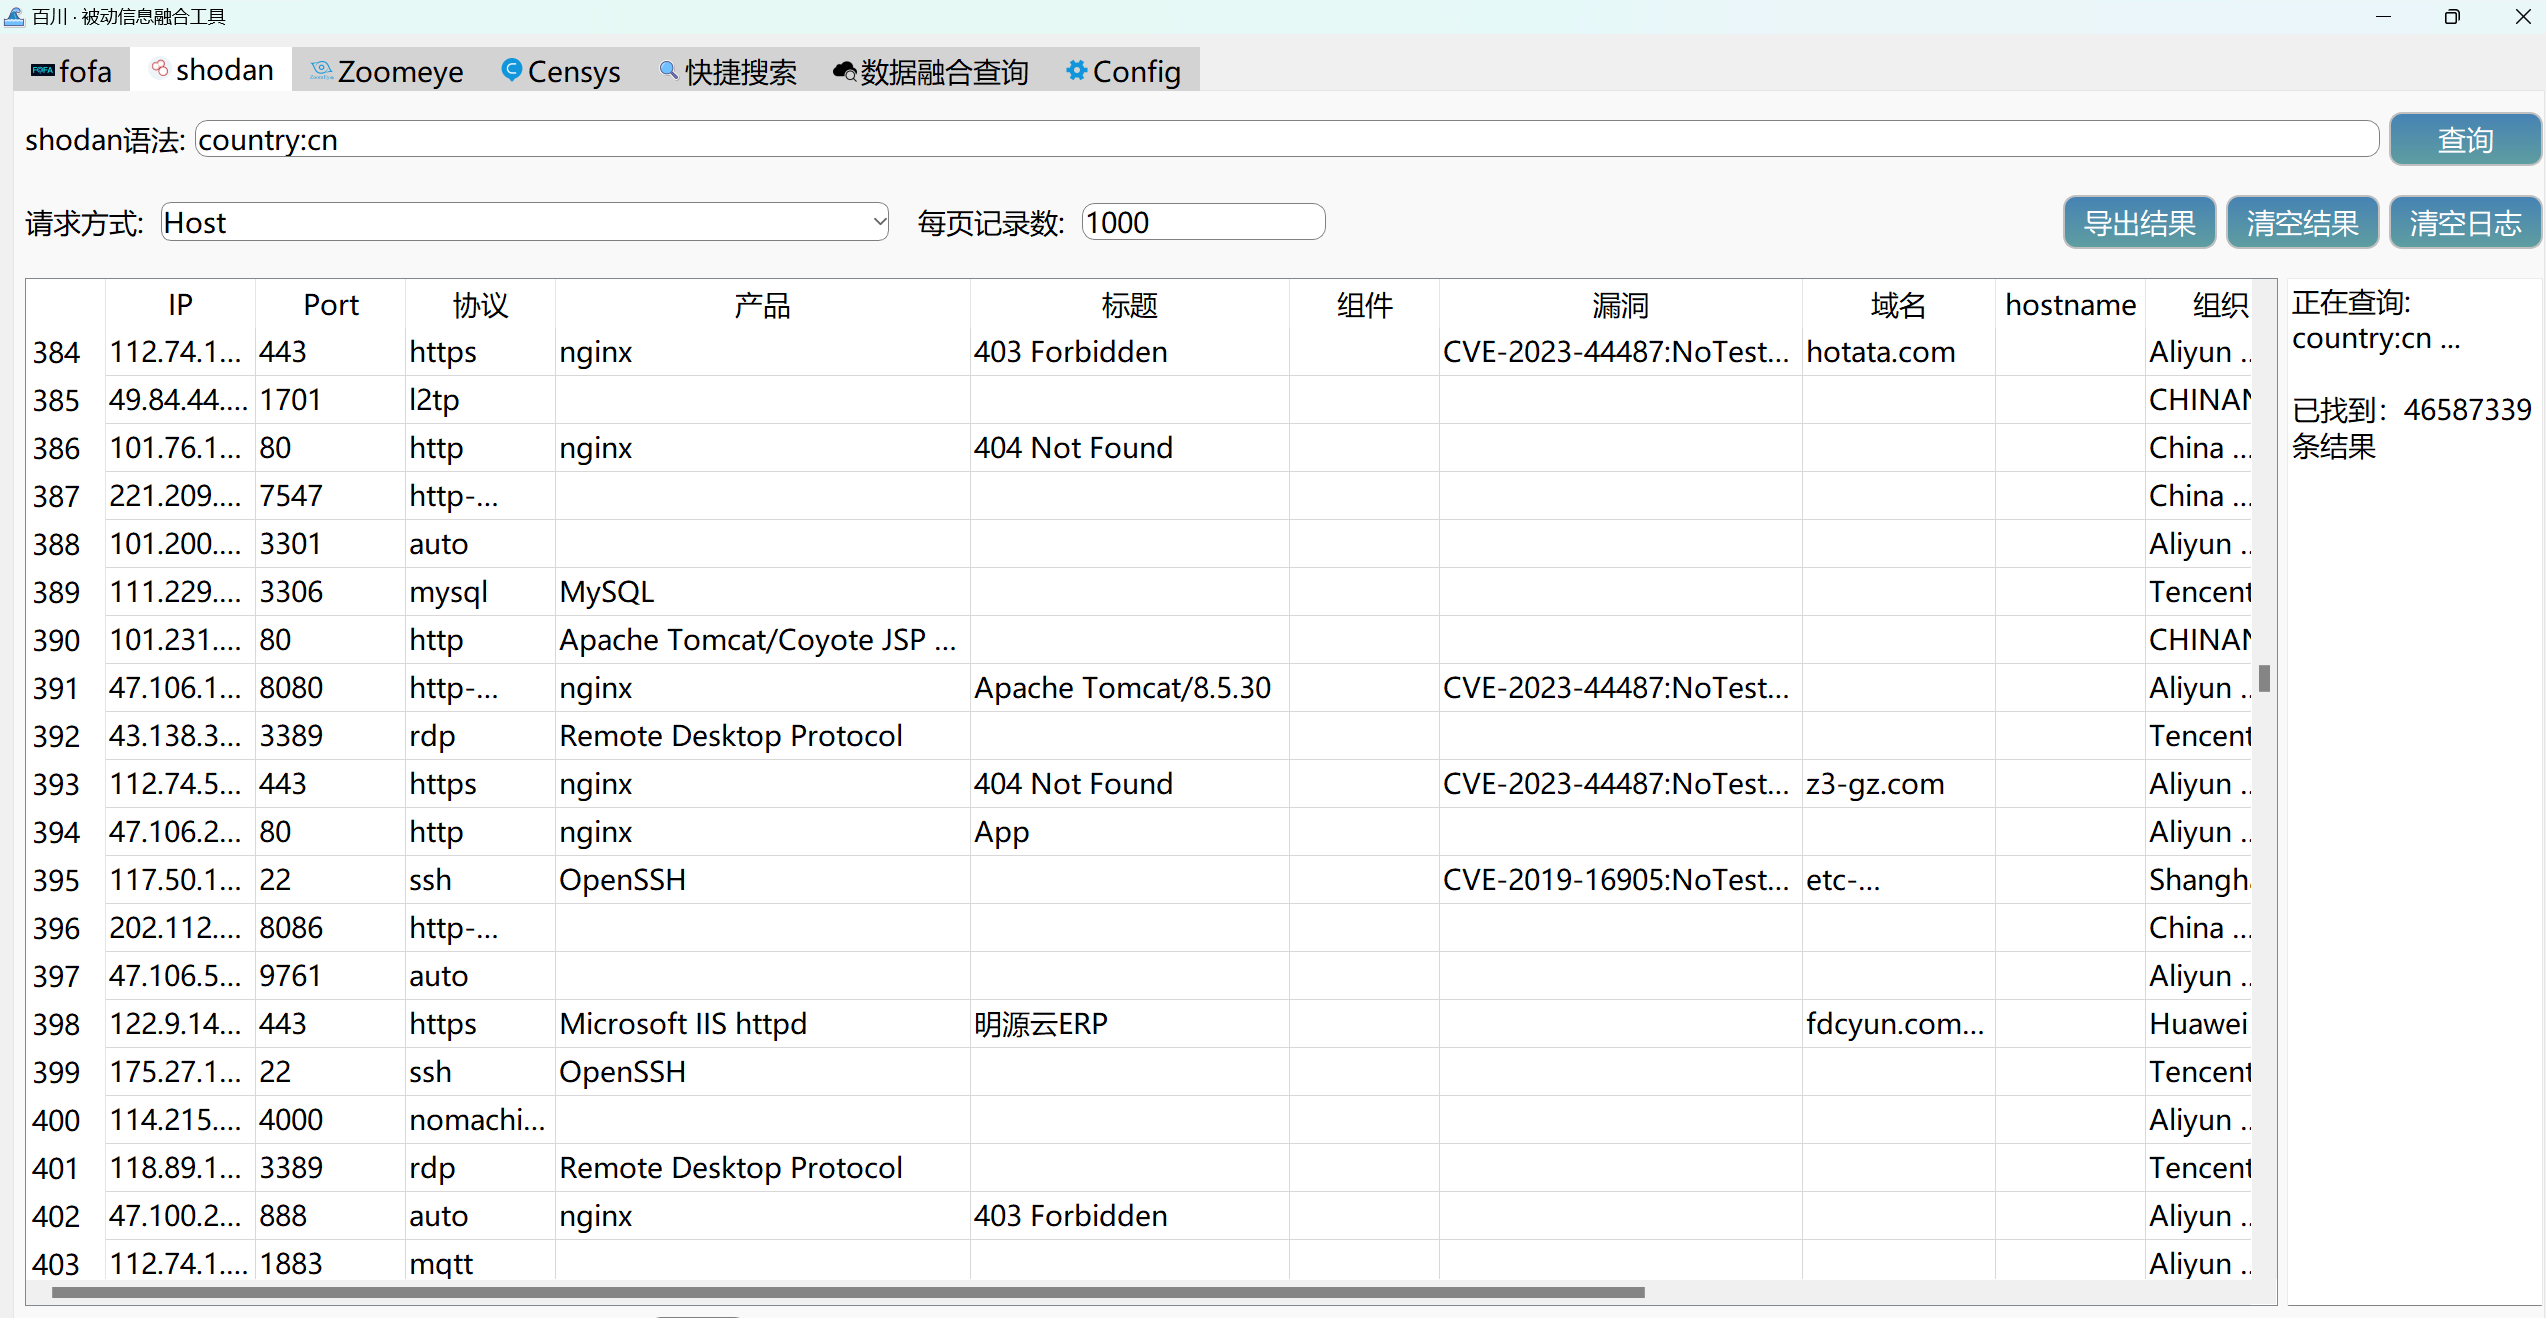 百川 · 被动信息融合工具
fofa shodan Zoomeye Censys 快捷搜索 数据融合查询 Config
shodan语法: country:cn 查询
请求方式: Host 每页记录数: 1000 导出结果 清空结果 清空日志
IP Port 协议 产品 标题 组件 漏洞 域名 hostname 组织
384 112.74.1... 443 https nginx 403 Forbidden CVE-2023-44487:NoTest... hotata.com Aliyun ..
385 49.84.44.... 1701 l2tp CHINAN
386 101.76.1... 80 http nginx 404 Not Found China ...
387 221.209.... 7547 http-... China ...
388 101.200.... 3301 auto Aliyun ..
389 111.229.... 3306 mysql MySQL Tencent
390 101.231.... 80 http Apache Tomcat/Coyote JSP ... CHINAN
391 47.106.1... 8080 http-... nginx Apache Tomcat/8.5.30 CVE-2023-44487:NoTest... Aliyun ..
392 43.138.3... 3389 rdp Remote Desktop Protocol Tencent
393 112.74.5... 443 https nginx 404 Not Found CVE-2023-44487:NoTest... z3-gz.com Aliyun ..
394 47.106.2... 80 http nginx App Aliyun ..
395 117.50.1... 22 ssh OpenSSH CVE-2019-16905:NoTest... etc-... Shangh
396 202.112.... 8086 http-... China ...
397 47.106.5... 9761 auto Aliyun ..
398 122.9.14... 443 https Microsoft IIS httpd 明源云ERP fdcyun.com... Huawei
399 175.27.1... 22 ssh OpenSSH Tencent
400 114.215.... 4000 nomachi... Aliyun ..
401 118.89.1... 3389 rdp Remote Desktop Protocol Tencent
402 47.100.2... 888 auto nginx 403 Forbidden Aliyun ..
403 112.74.1.... 1883 mqtt Aliyun ..
正在查询:
country:cn ...
已找到：46587339
条结果